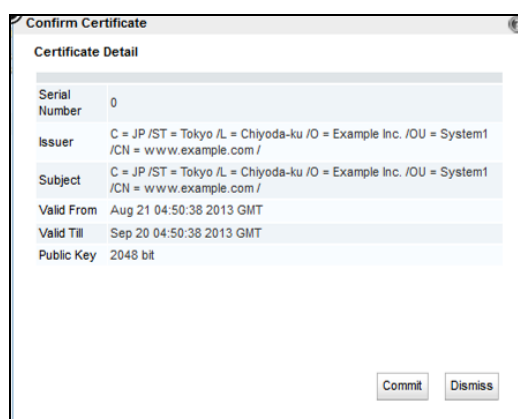 Confirm Certificate
Certificate Detail
Serial
Number
0
Issuer
C = JP /ST = Tokyo /L = Chiyoda-ku /O = Example Inc. /OU = System1
/CN = www.example.com /
Subject
C = JP /ST = Tokyo /L = Chiyoda-ku /O = Example Inc. /OU = System1
/CN = www.example.com /
Valid From Aug 21 04:50:38 2013 GMT
Valid Till Sep 20 04:50:38 2013 GMT
Public Key 2048 bit
Commit Dismiss